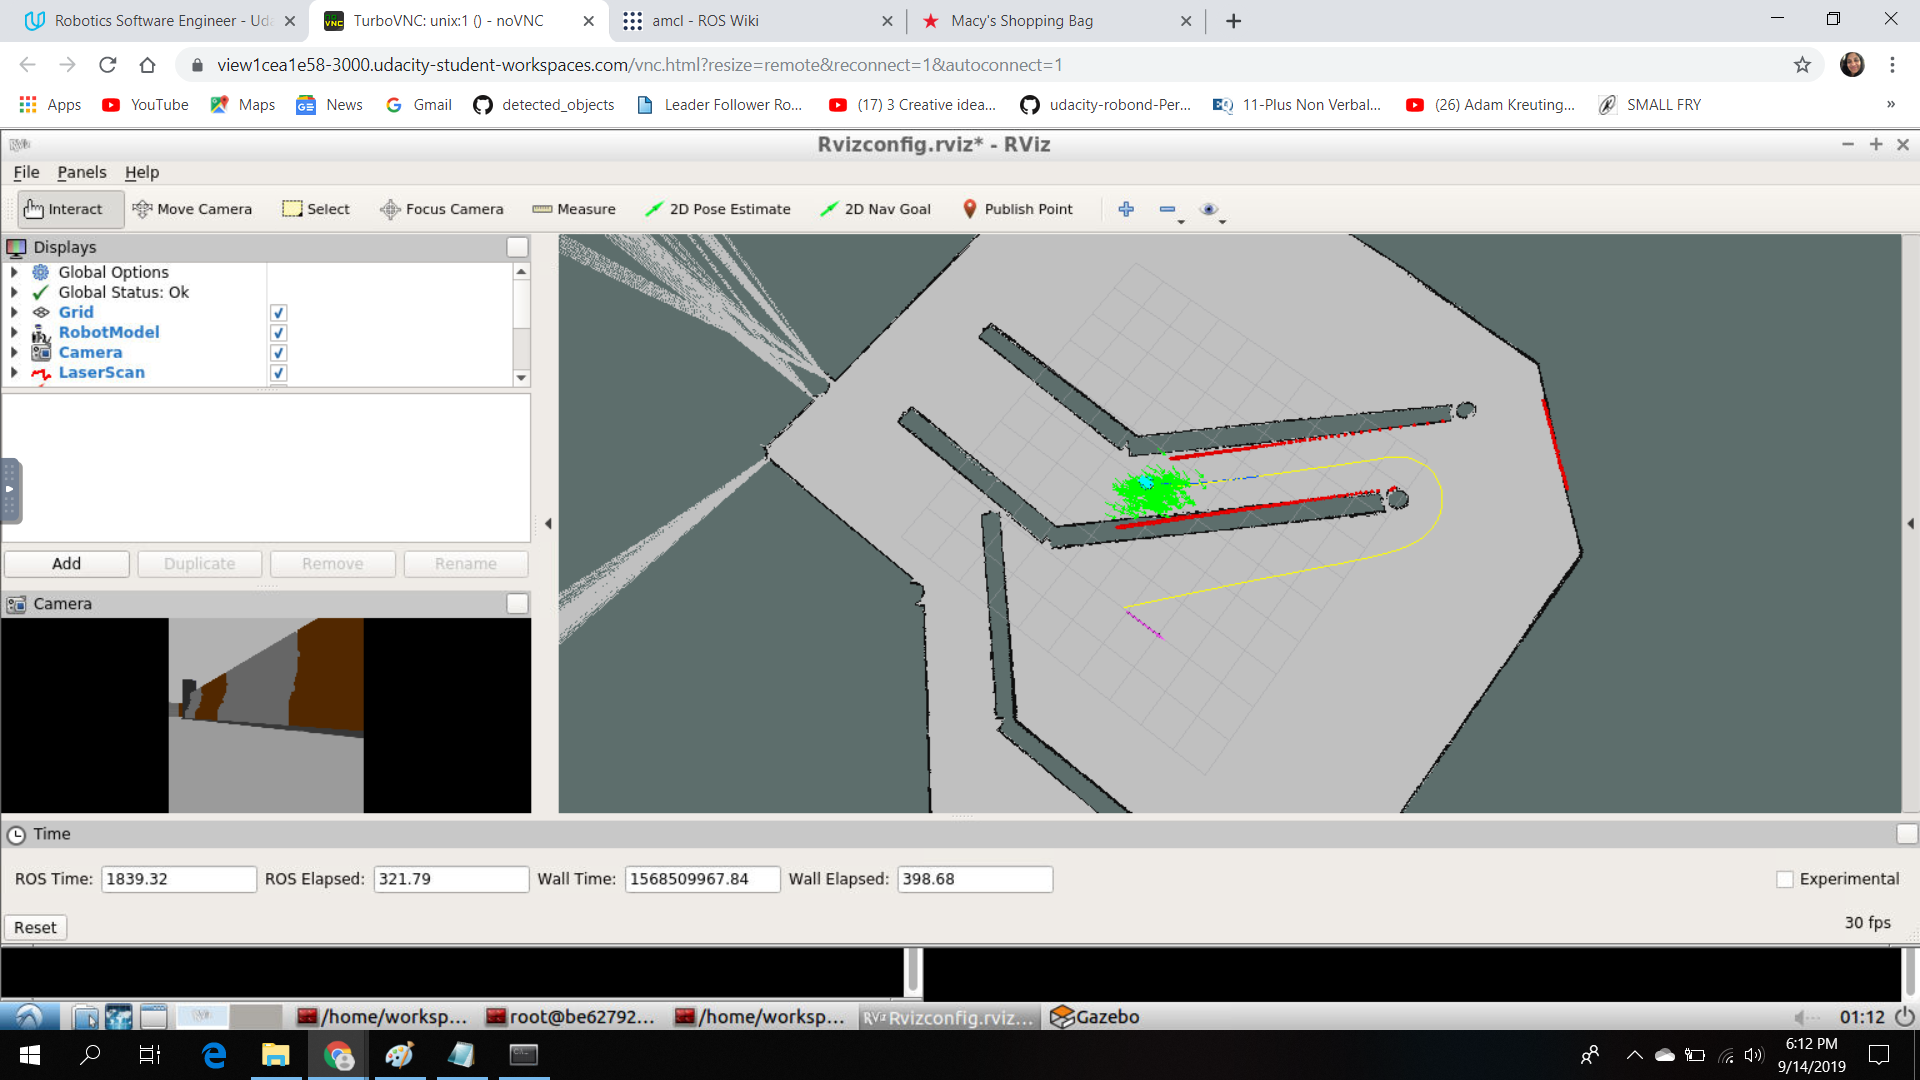 Robotics Software Engineer - Uda
TurboVNC: unix:1 () - noVNC
amcl - ROS Wiki
Macy's Shopping Bag
view1cea1e58-3000.udacity-student-workspaces.com/vnc.html?resize=remote&reconnect=1&autoconnect=1
Apps YouTube Maps News Gmail detected_objects Leader Follower Ro... (17) 3 Creative idea... udacity-robond-Per... 11-Plus Non Verbal... (26) Adam Kreuting... SMALL FRY »
Rvizconfig.rviz* - RViz
File Panels Help
Interact Move Camera Select Focus Camera Measure 2D Pose Estimate 2D Nav Goal Publish Point
Displays
Global Options
Global Status: Ok
Grid
RobotModel
Camera
LaserScan
Add Duplicate Remove Rename
Camera
Time
ROS Time: 1839.32 ROS Elapsed: 321.79 Wall Time: 1568509967.84 Wall Elapsed: 398.68 Experimental
Reset 30 fps
/home/worksp... root@be62792... /home/worksp... Rvizconfig.rviz... Gazebo 01:12
6:12 PM
9/14/2019